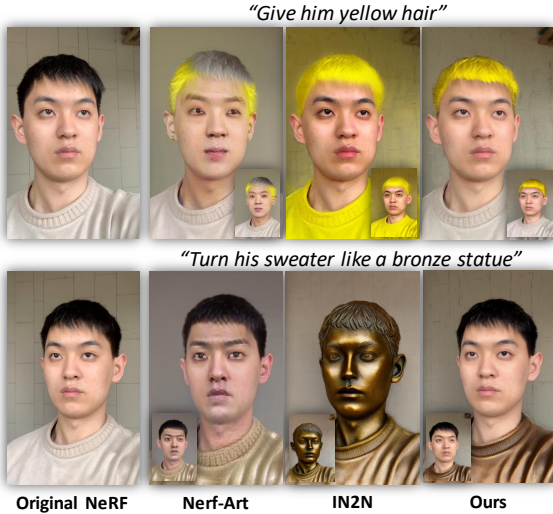 “Give him yellow hair”
“Turn his sweater like a bronze statue”
Original NeRF Nerf-Art IN2N Ours